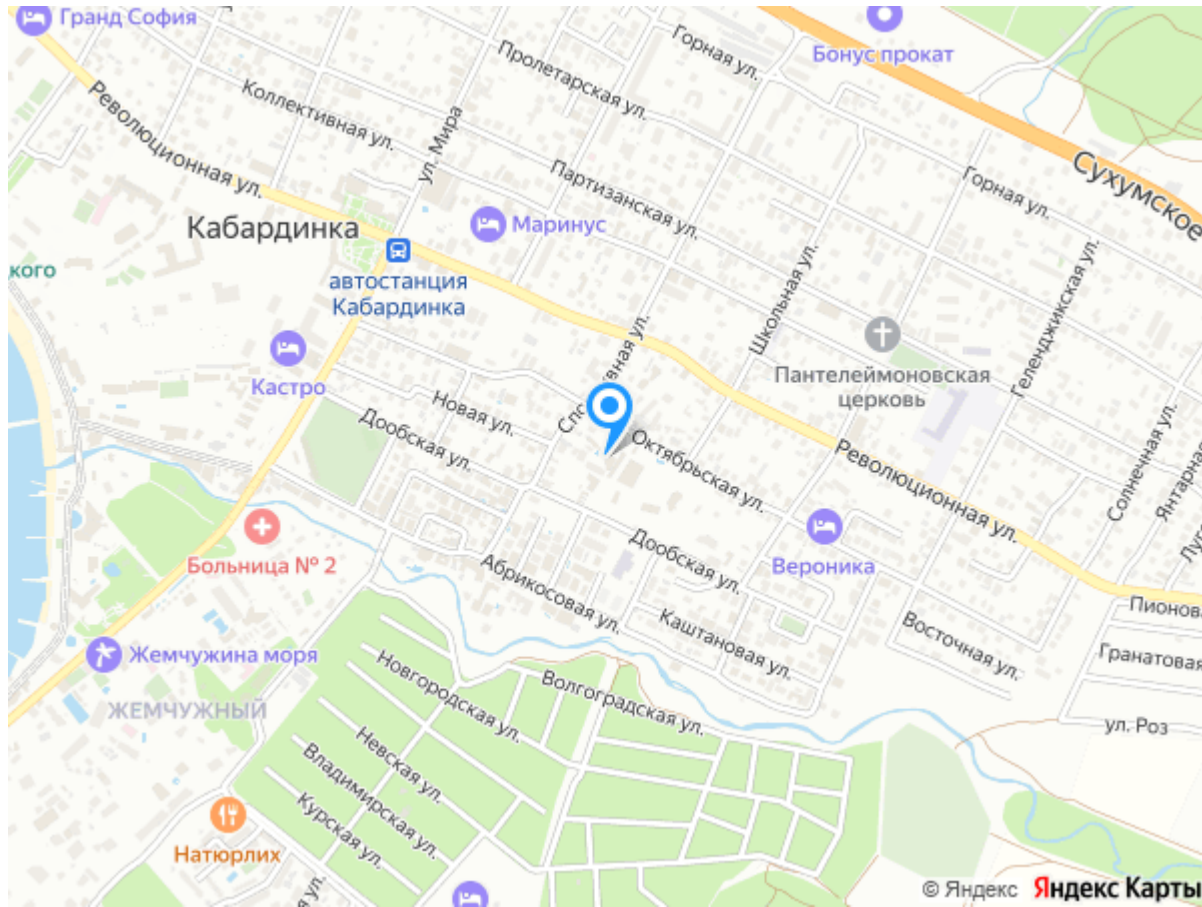 Гранд София
Бонус прокат
Горная ул.
Пролетарская ул.
Коллективная ул.
Революционная ул.
ул. Мира
Партизанская ул.
Сухумское
Горная ул.
Кабардинка
Маринус
автостанция
Кабардинка
Школьная ул.
Геленджикская ул.
Пантелеймоновская
церковь
Кастро
Новая ул.
Дообская ул.
Октябрьская ул.
Революционная ул.
Солнечная ул.
Больница № 2
Дообская ул.
Вероника
Абрикосовая ул.
Каштановая ул.
Восточная ул.
Пионова
Гранатовая
ул. Роз
Жемчужина моря
ЖЕМЧУЖНЫЙ
Новгородская ул.
Волгоградская ул.
Невская ул.
Владимирская ул.
Курская ул.
Натюрлих
© Яндекс Яндекс Карты